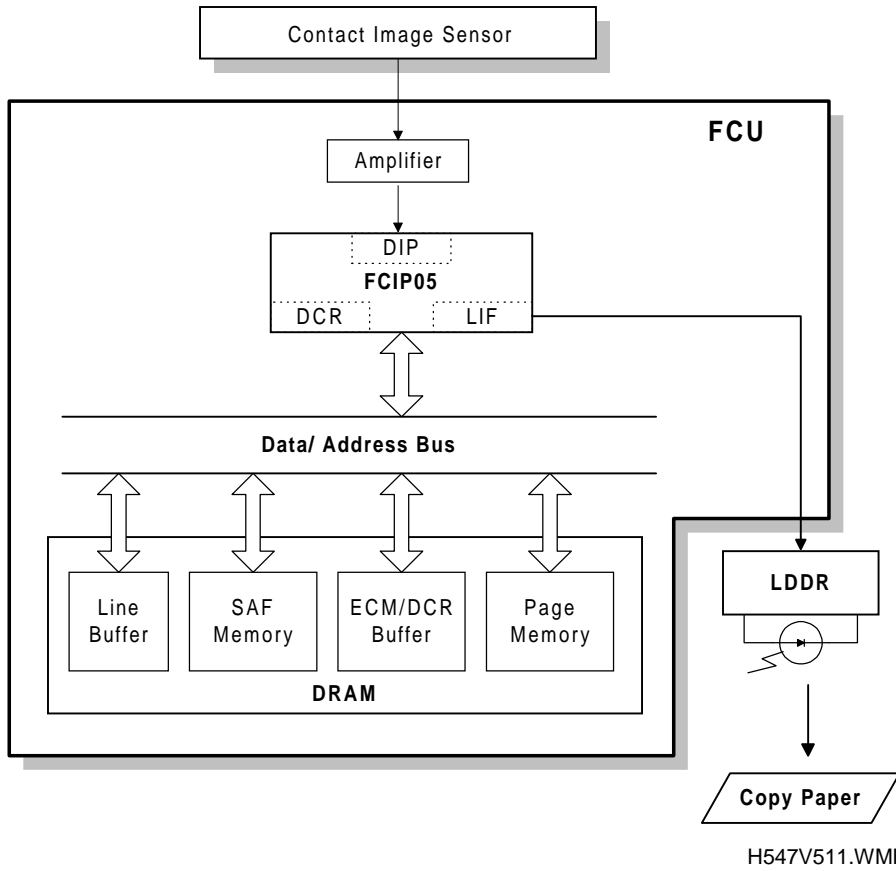 Contact Image Sensor
FCU
Amplifier
DIP
FCIP05
DCR
LIF
Data/ Address Bus
Line
Buffer
SAF
Memory
ECM/DCR
Buffer
Page
Memory
DRAM
LDDR
Copy Paper
H547V511.WM